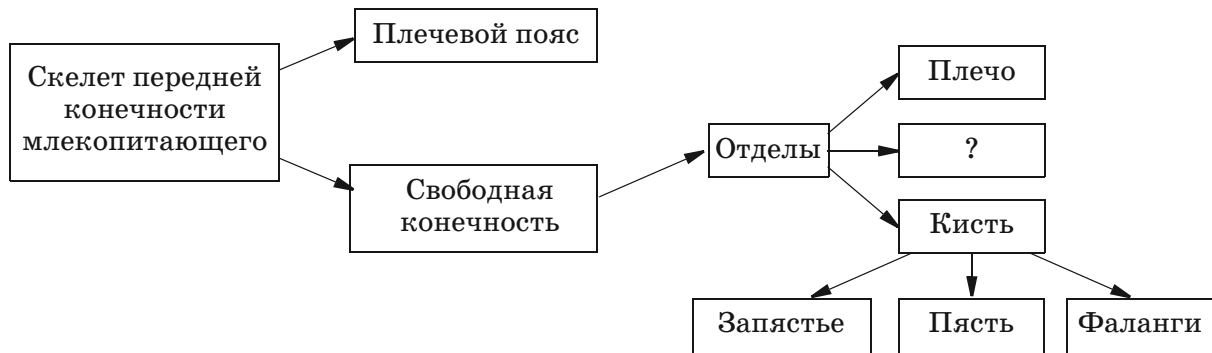 Скелет передней
конечности
млекопитающего
Плечевой пояс
Свободная
конечность
Отделы
Плечо
?
Кисть
Запястье
Пясть
Фаланги